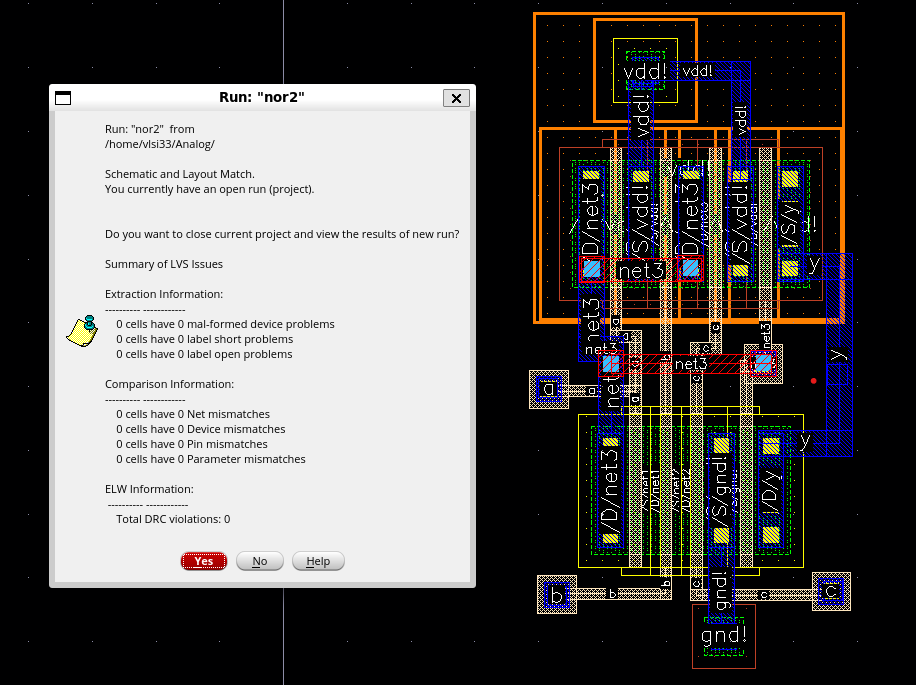 Run: "nor2"
Run: "nor2"  from
/home/vlsi33/Analog/
Schematic and Layout Match.
You currently have an open run (project).
Do you want to close current project and view the results of new run?
Summary of LVS Issues
Extraction Information:
---------- ------------
0 cells have 0 mal-formed device problems
0 cells have 0 label short problems
0 cells have 0 label open problems
Comparison Information:
---------- ------------
0 cells have 0 Net mismatches
0 cells have 0 Device mismatches
0 cells have 0 Pin mismatches
0 cells have 0 Parameter mismatches
ELW Information:
---------- ------------
Total DRC violations: 0
Yes
No
Help
vdd!
vdd!
vdd!
vdd!
/D/net3
/S/vdd!
/D/net3
/S/vdd!
/S/y
net3
y
net3
net3
c
c
net3
net3
y
a
a
a
a
net3
y
/D/net3
/S/net1
/D/net1
/S/net2
/D/net2
/S/gnd!
/D/y
b
b
b
gnd!
c
c
c
gnd!